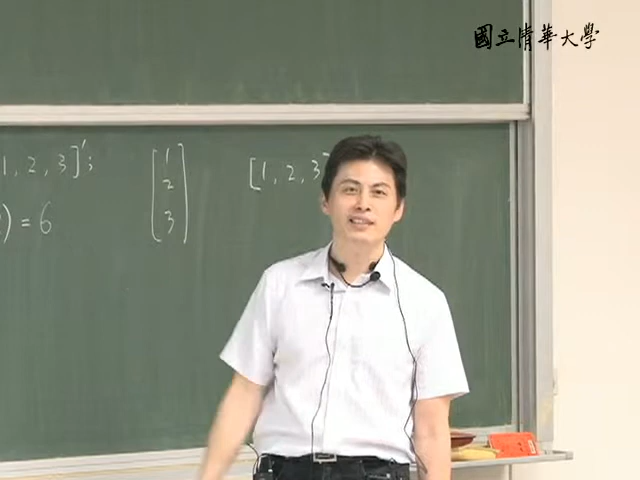 國立清華大學
1, 2, 3]';
) = 6
1
2
3
[1, 2, 3